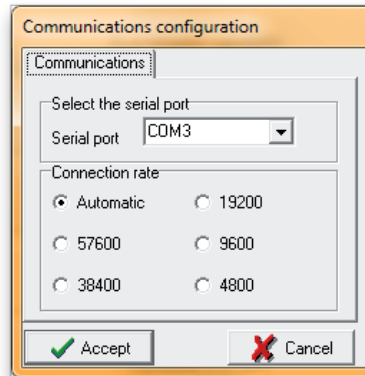 Communications configuration
Communications
Select the serial port
Serial port COM3
Connection rate
Automatic 19200
57600 9600
38400 4800
Accept Cancel